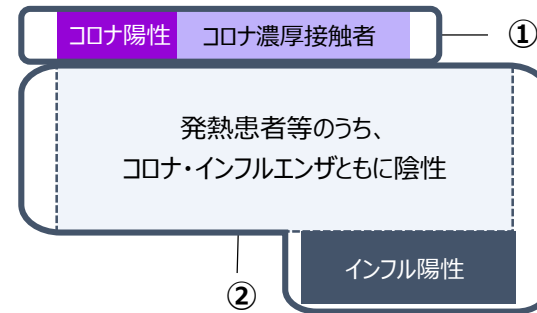 コロナ陽性
コロナ濃厚接触者
①
発熱患者等のうち、
コロナ・インフルエンザともに陰性
インフル陽性
②